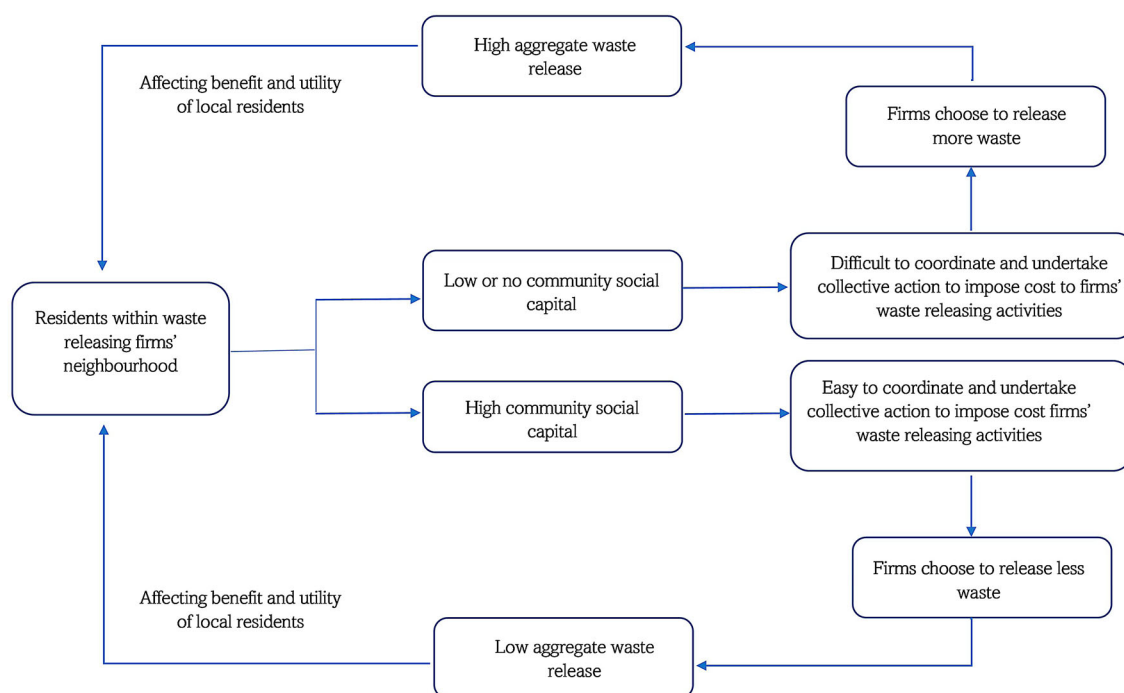 High aggregate waste
release
Affecting benefit and utility
of local residents
Firms choose to release
more waste
Difficult to coordinate and undertake
collective action to impose cost to firms’
waste releasing activities
Low or no community social
capital
Residents within waste
releasing firms’
neighbourhood
High community social
capital
Easy to coordinate and undertake
collective action to impose cost firms’
waste releasing activities
Firms choose to release less
waste
Affecting benefit and utility
of local residents
Low aggregate waste
release